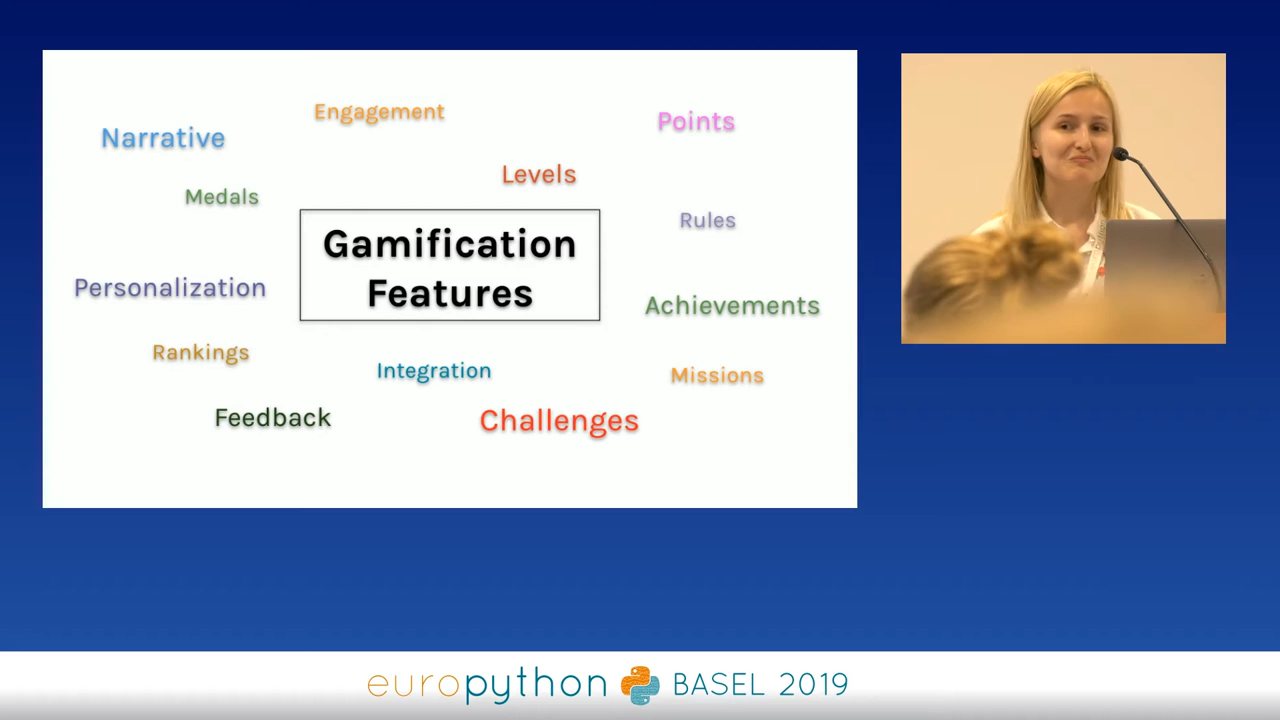 Engagement
Points
Narrative
Levels
Medals
Rules
Gamification
Features
Personalization
Achievements
Rankings
Integration
Missions
Feedback
Challenges
europython BASEL 2019